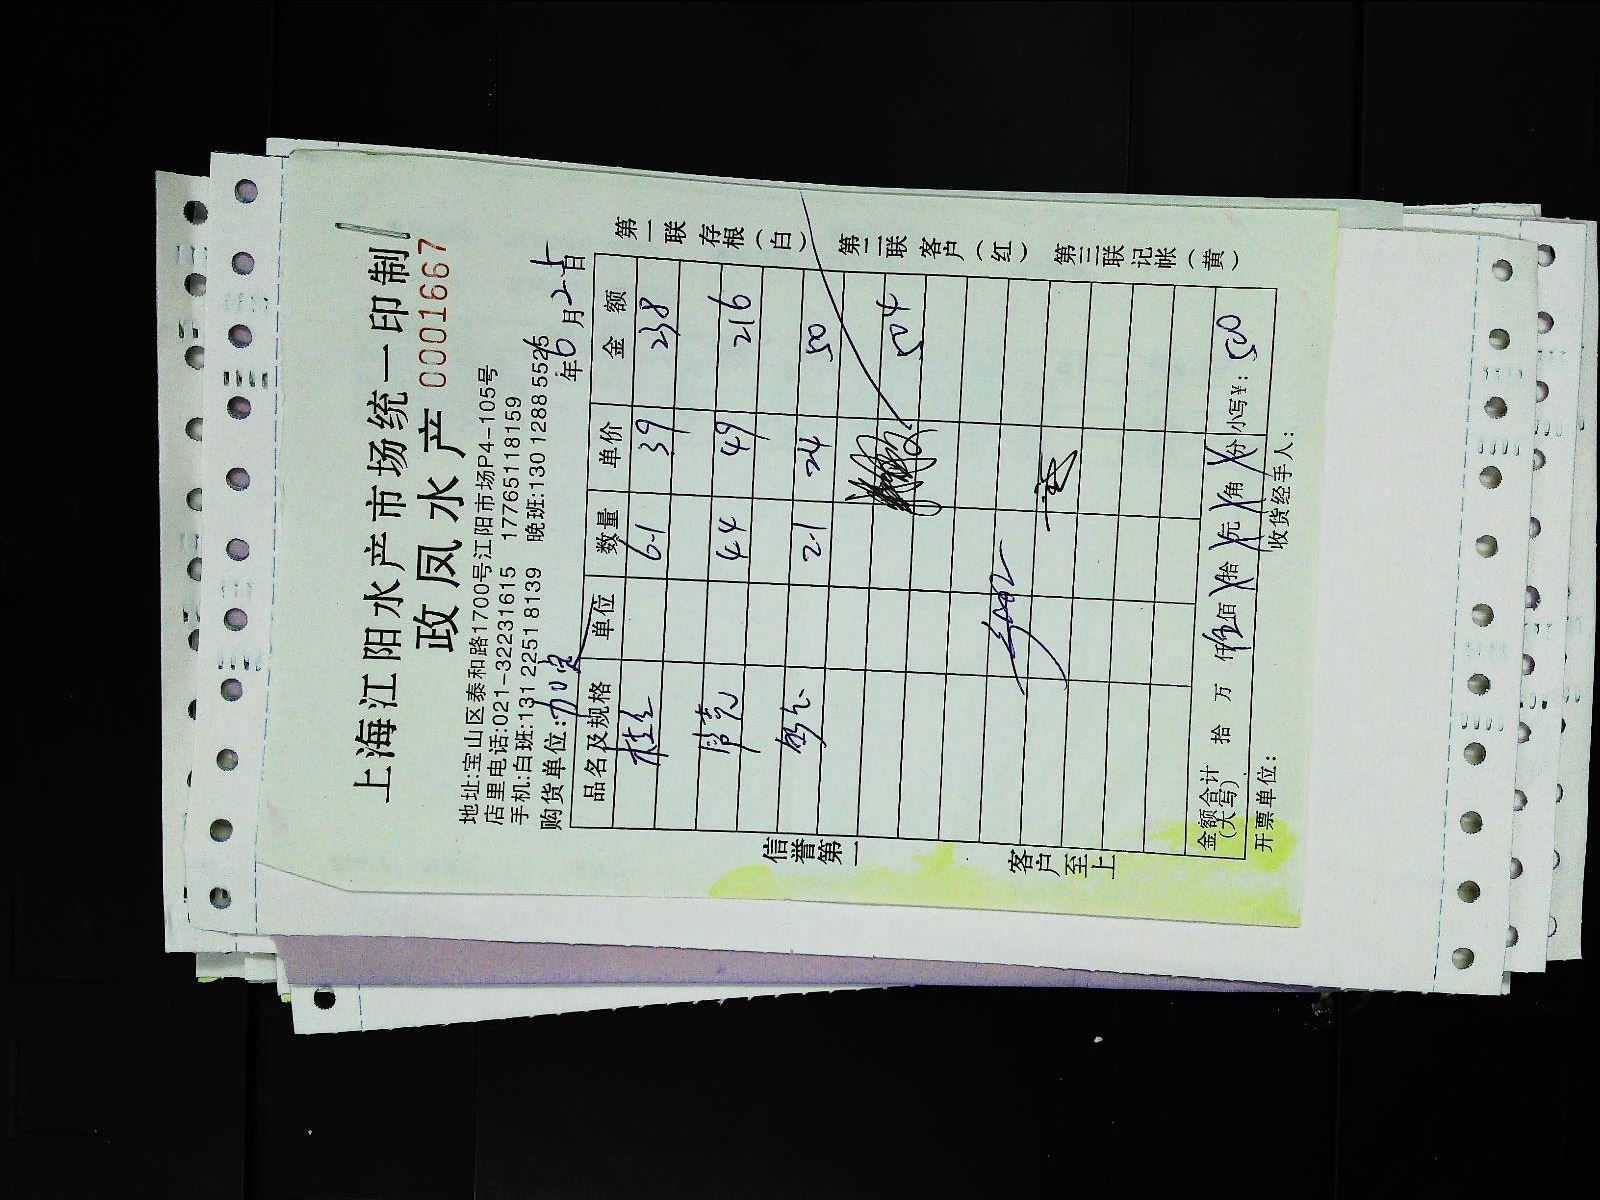 上海江阳水产市场统一印制
政凤水产 0001667
地址:宝山区泰和路1700号江阳市场P4-105号
店里电话:021-32231615 17765118159
手机:白班:131 2251 8139 晚班:130 1288 5525
购货单位: 年6月25日
品名及规格 单位 数量 单价 金额
6.1 39 238
4.4 49 216
2.1 24 50
504
金额合计(大写) 拾 万 仟伍佰 拾 元 角 分 小写¥: 500
开票单位: 收货经手人:
信誉第一
客户至上
第一联 存根(白) 第二联 客户(红) 第三联 记帐(黄)